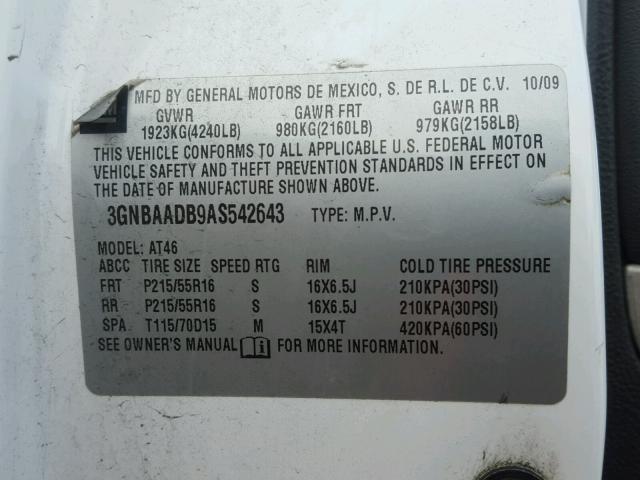 MFD BY GENERAL MOTORS DE MEXICO, S. DE R.L. DE C.V. 10/09
GVWR GAWR FRT GAWR RR
1923KG(4240LB) 980KG(2160LB) 979KG(2158LB)
THIS VEHICLE CONFORMS TO ALL APPLICABLE U.S. FEDERAL MOTOR
VEHICLE SAFETY AND THEFT PREVENTION STANDARDS IN EFFECT ON
THE DATE OF MANUFACTURE SHOWN ABOVE.
3GNBAADB9AS542643 TYPE: M.P.V.
MODEL: AT46
ABCC TIRE SIZE SPEED RTG RIM COLD TIRE PRESSURE
FRT P215/55R16 S 16X6.5J 210KPA(30PSI)
RR P215/55R16 S 16X6.5J 210KPA(30PSI)
SPA T115/70D15 M 15X4T 420KPA(60PSI)
SEE OWNER'S MANUAL FOR MORE INFORMATION.